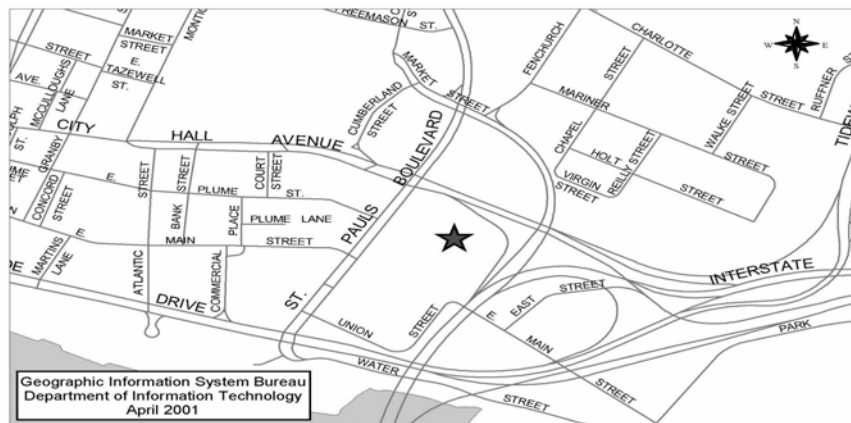 FREEMASON ST.
MARKET
STREET
STREET
E.
TAZEWELL
ST.
AVE.
MCCULLOUGHS
LANE
CITY HALL AVENUE
GRANBY
ST.
CONCORD
STREET
E.
PLUME ST.
STREET
STREET
BANK
COURT
STREET
PLACE
PLUME LANE
E.
MAIN STREET
MARTINS
LANE
ATLANTIC
COMMERCIAL
DRIVE
ST. PAULS BOULEVARD
CUMBERLAND
STREET
MARKET STREET
FENCHURCH
CHARLOTTE STREET
STREET
MARINER STREET
CHAPEL
HOLT STREET
VIRGIN
STREET
REILLY STREET
WALKE STREET
RUFFNER
TIDEW
INTERSTATE
EAST STREET
E. MAIN STREET
UNION STREET
WATER STREET
PARK
N
W E
S
Geographic Information System Bureau
Department of Information Technology
April 2001